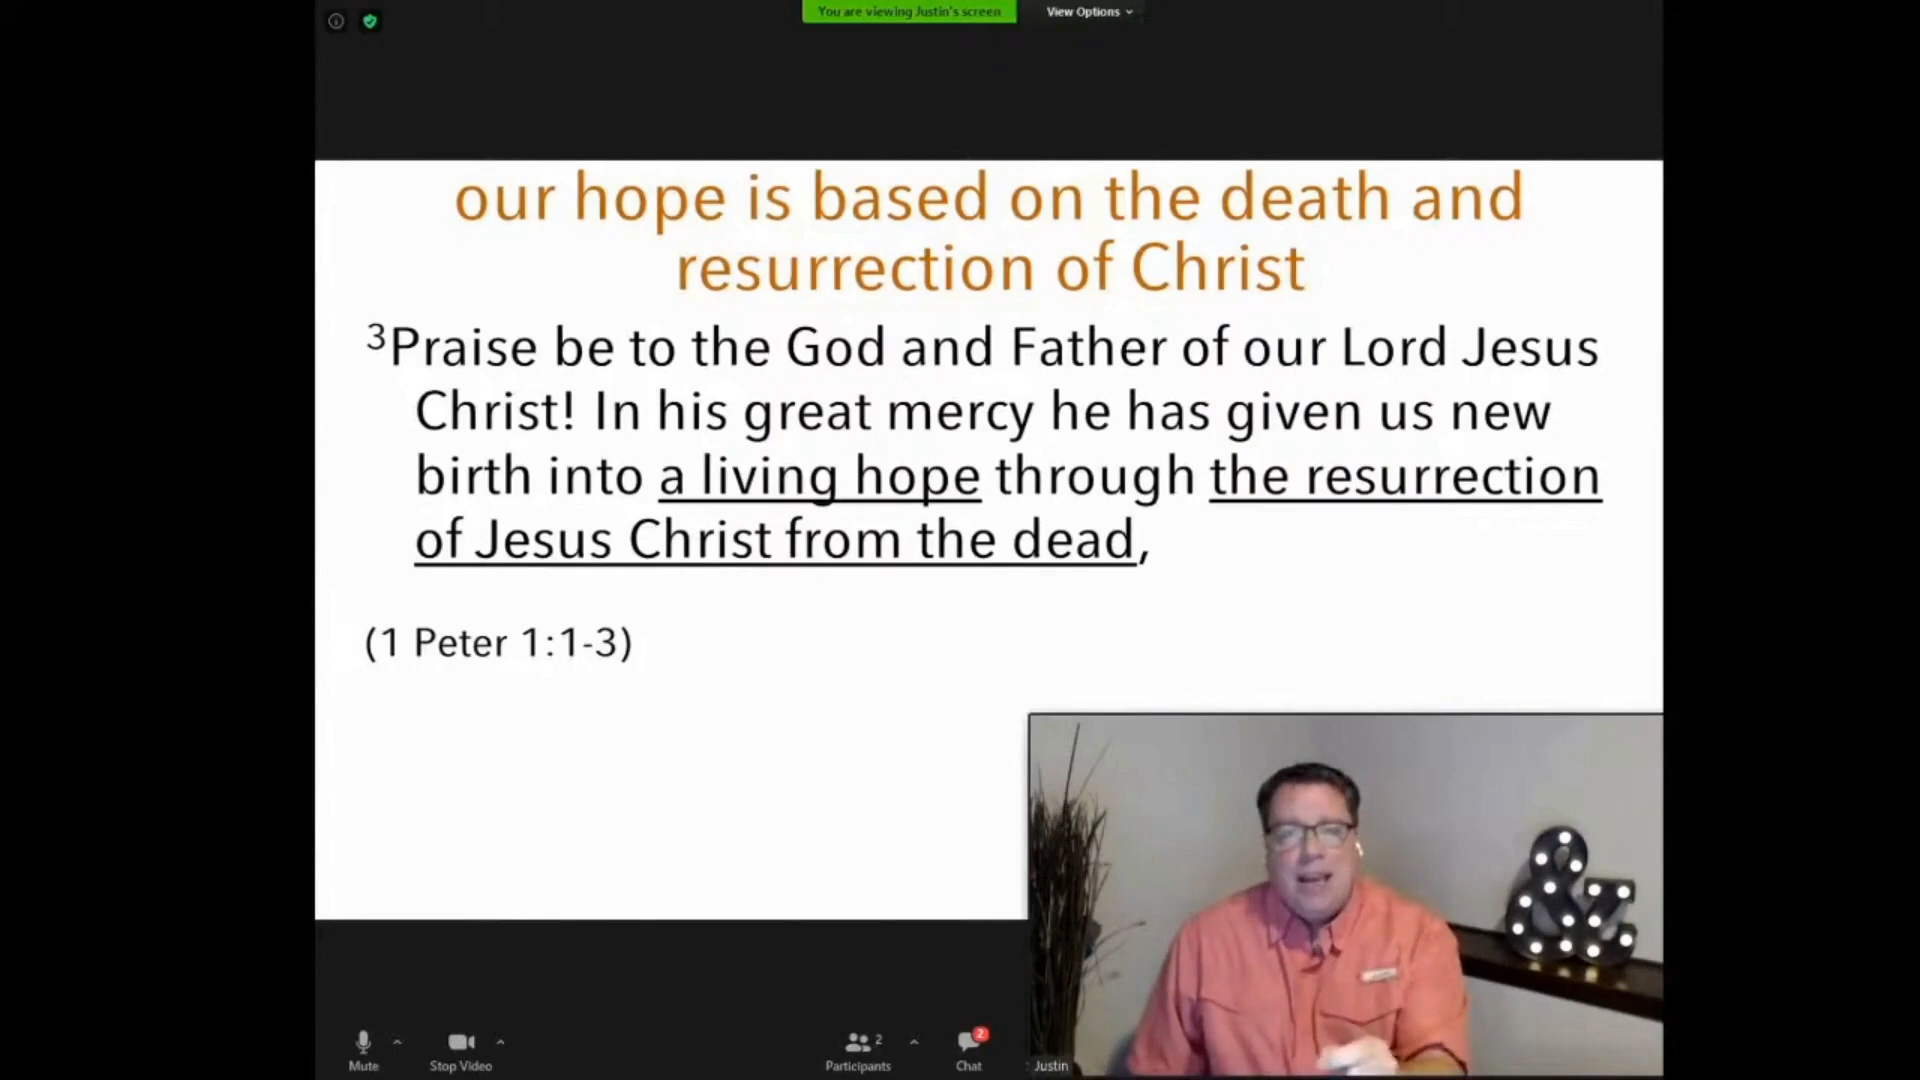 You are viewing Justin's screen
View Options
our hope is based on the death and
resurrection of Christ
3Praise be to the God and Father of our Lord Jesus
Christ! In his great mercy he has given us new
birth into a living hope through the resurrection
of Jesus Christ from the dead,
(1 Peter 1:1-3)
&
Mute
Stop Video
Participants 2
Chat 2
Justin